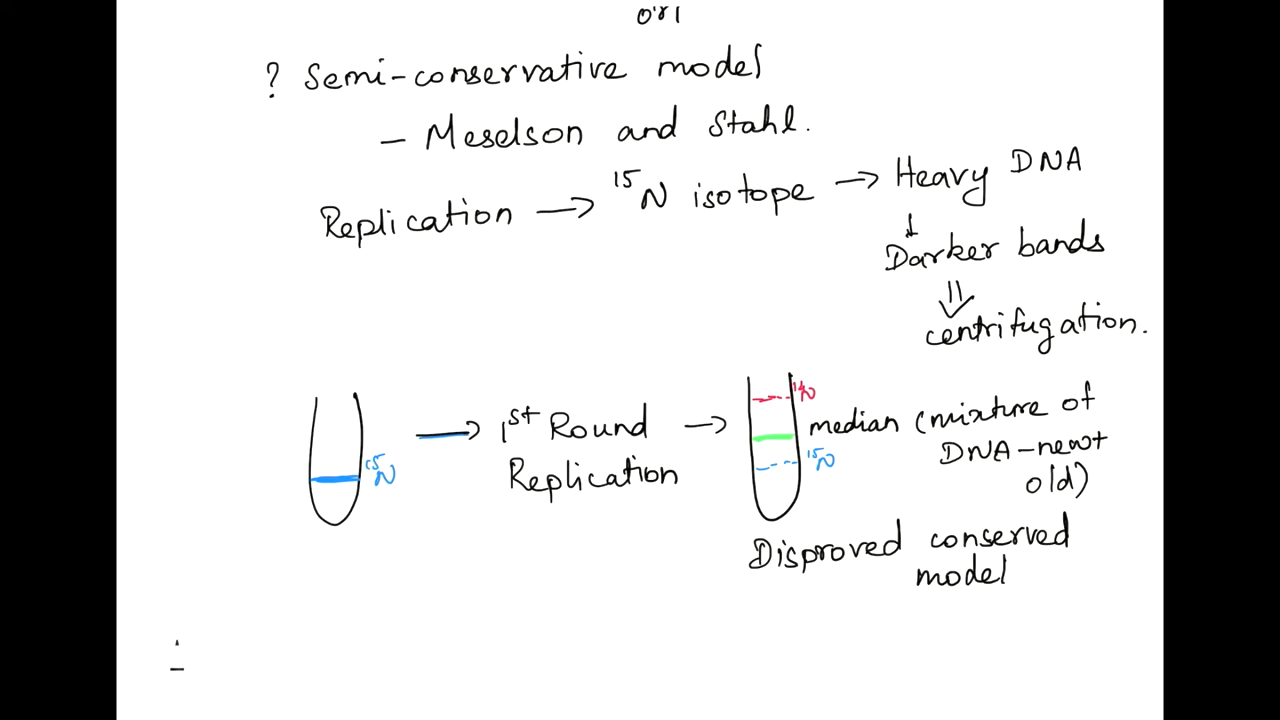 ori
? Semi-conservative model
- Meselson and Stahl.
Replication → ¹⁵N isotope → Heavy DNA
↓
Darker bands
⇓
centrifugation.
¹⁵N → 1st Round Replication →
¹⁴N
¹⁵N
median (mixture of
DNA-new+
old)
Disproved conserved
model